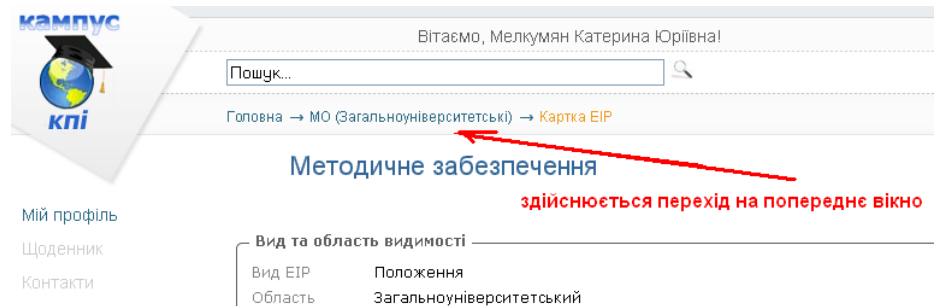 кампус
кпі
Вітаємо, Мелкумян Катерина Юріївна!
Пошук...
Головна → МО (Загальноуніверситетські) → Картка ЕІР
Методичне забезпечення
здійснюється перехід на попереднє вікно
Мій профіль
Щоденник
Контакти
Вид та область видимості
Вид ЕІР Положення
Область Загальноуніверситетський